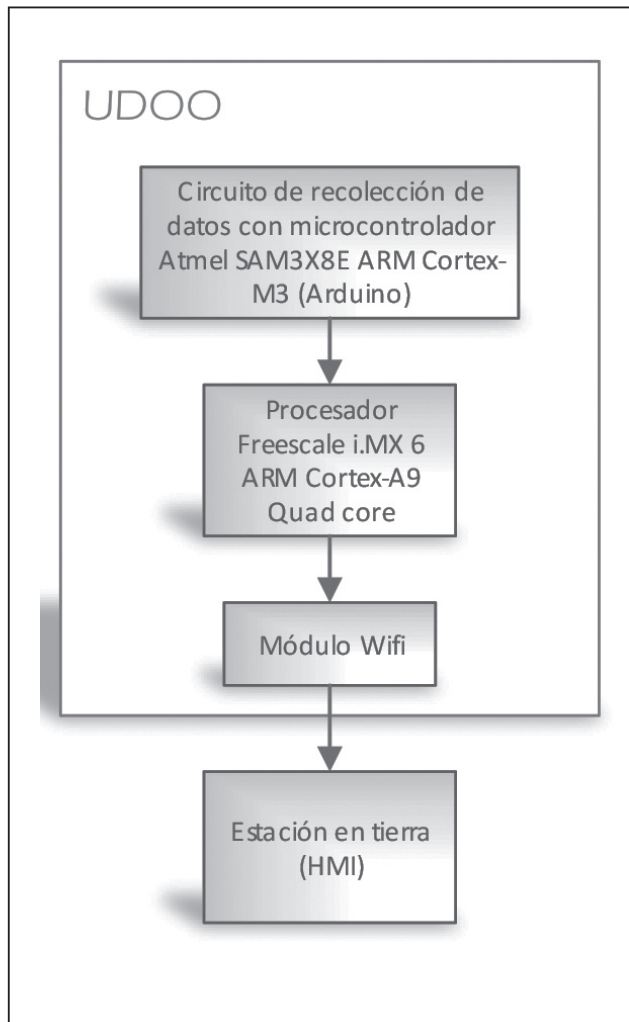 UDOO
Circuito de recolección de
datos con microcontrolador
Atmel SAM3X8E ARM Cortex-
M3 (Arduino)
Procesador
Freescale i.MX 6
ARM Cortex-A9
Quad core
Módulo Wifi
Estación en tierra
(HMI)